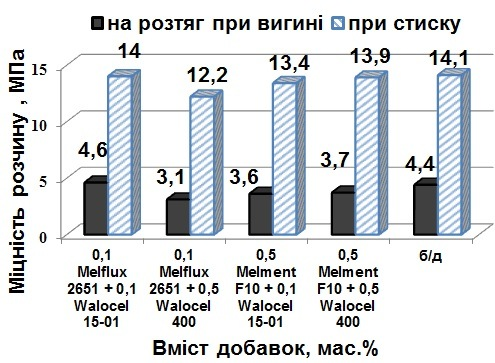 на розтяг при вигині при стиску
Міцність розчину , МПа
15
10
5
0
4,6
14
3,1
12,2
3,6
13,4
3,7
13,9
4,4
14,1
0,1
Melflux
2651 + 0,1
Walocel
15-01
0,1
Melflux
2651 + 0,5
Walocel
400
0,5
Melment
F10 + 0,1
Walocel
15-01
0,5
Melment
F10 + 0,5
Walocel
400
б/д
Вміст добавок, мас.%